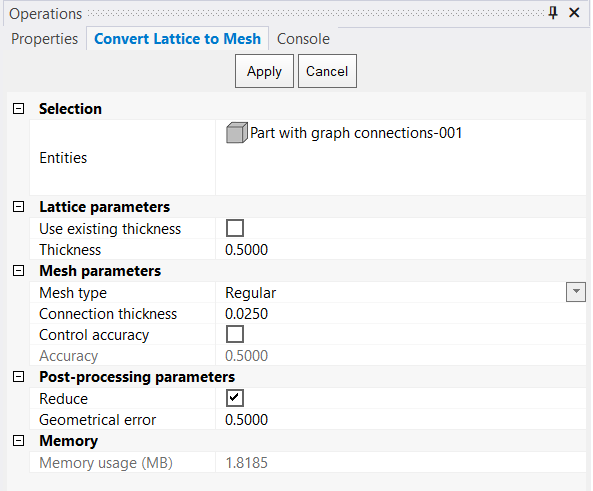 Operations
Properties Convert Lattice to Mesh Console
Apply Cancel
Selection
Entities Part with graph connections-001
Lattice parameters
Use existing thickness
Thickness 0.5000
Mesh parameters
Mesh type Regular
Connection thickness 0.0250
Control accuracy
Accuracy 0.5000
Post-processing parameters
Reduce
Geometrical error 0.5000
Memory
Memory usage (MB) 1.8185